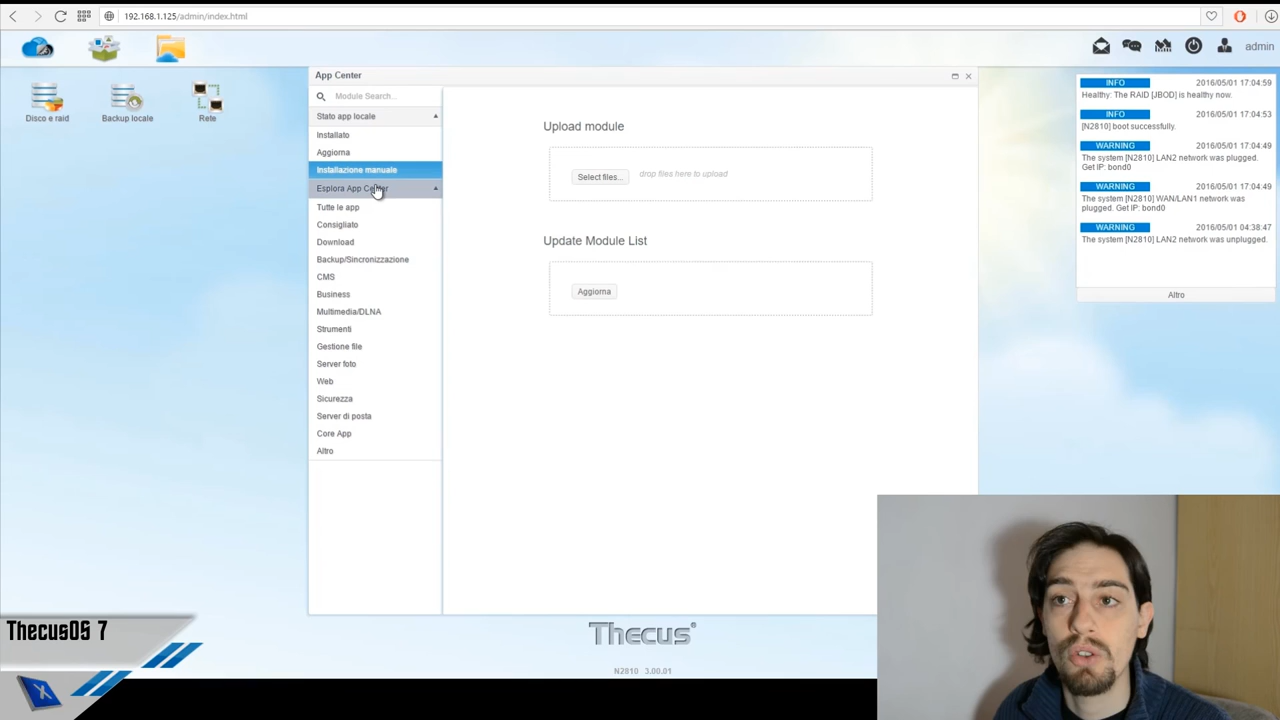 192.168.1.125/admin/index.html
admin
Disco e raid
Backup locale
Rete
App Center
Module Search...
Stato app locale
Installato
Aggiorna
Installazione manuale
Esplora App Center
Tutte le app
Consigliato
Download
Backup/Sincronizzazione
CMS
Business
Multimedia/DLNA
Strumenti
Gestione file
Server foto
Web
Sicurezza
Server di posta
Core App
Altro
Upload module
Select files...
drop files here to upload
Update Module List
Aggiorna
INFO 2016/05/01 17:04:59
Healthy: The RAID [JBOD] is healthy now.
INFO 2016/05/01 17:04:53
[N2810] boot successfully.
WARNING 2016/05/01 17:04:49
The system [N2810] LAN2 network was plugged.
Get IP: bond0
WARNING 2016/05/01 17:04:49
The system [N2810] WAN/LAN1 network was
plugged. Get IP: bond0
WARNING 2016/05/01 04:38:47
The system [N2810] LAN2 network was unplugged.
Altro
Thecus®
N2810 3.00.01
ThecusOS 7